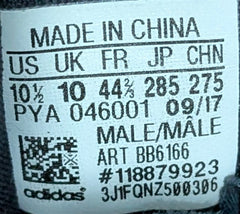 MADE IN CHINA
US UK FR JP CHN
10½ 10 44⅔ 285 275
PYA 046001 09/17
MALE/MÂLE
ART BB6166
#118879923
adidas 3J1FQNZ500306